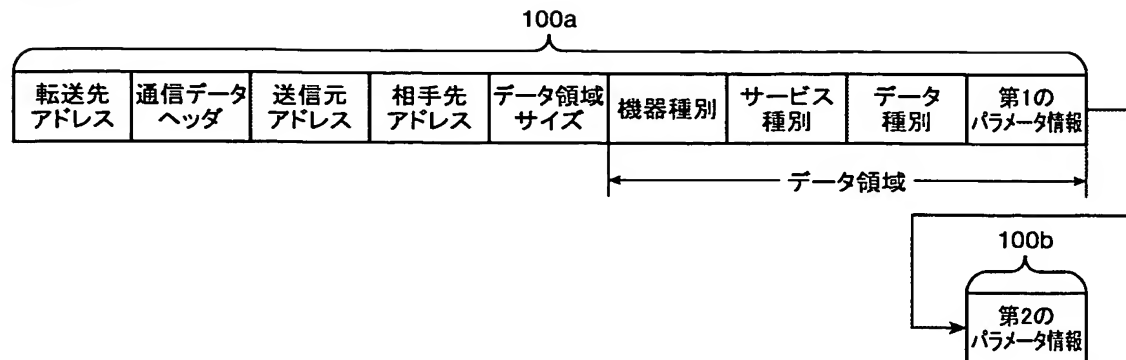 100a
転送先
アドレス
通信データ
ヘッダ
送信元
アドレス
相手先
アドレス
データ領域
サイズ
機器種別
サービス
種別
データ
種別
第1の
パラメータ情報
データ領域
100b
第2の
パラメータ情報